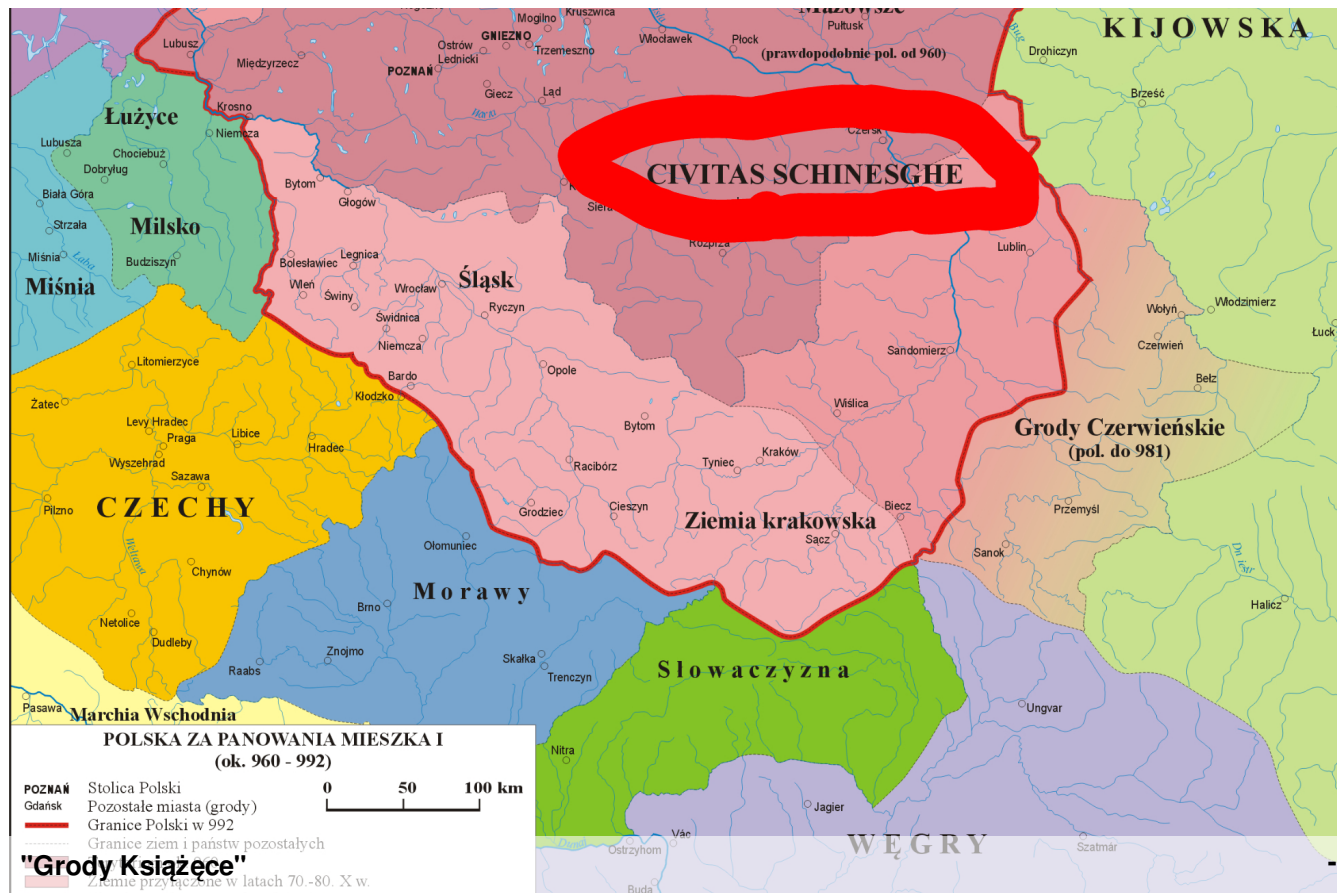 Mazowsze
Pułtusk
(prawdopodobnie pol. od 960)
KIJOWSKA
Bug
Drohiczyn
Brześć
Kruszwica
Mogilno
Włocławek
Płock
GNIEZNO
Trzemeszno
Ostrów
Lednicki
Lubusz
Międzyrzecz
POZNAŃ
Giecz
Ląd
Warta
Krosno
Niemcza
Łużyce
Lubusza
Chociebuż
Dobryług
Biała Góra
Strzała
Milsko
Miśnia
Łaba
Budziszyn
Miśnia
Czersk
CIVITAS SCHINESGHE
Rozprza
Lublin
Bytom
Głogów
Bolesławiec
Legnica
Wleń
Świny
Wrocław
Śląsk
Ryczyn
Świdnica
Niemcza
Bardo
Kłodzko
Opole
Sandomierz
Wiślica
Bytom
Racibórz
Tyniec
Kraków
Grodziec
Cieszyn
Ziemia krakowska
Sącz
Biecz
Wołyń
Włodzimierz
Czerwień
Łuck
Bełz
Grody Czerwieńskie
(pol. do 981)
Przemyśl
Sanok
Dniestr
Halicz
Litomierzyce
Żatec
Levy Hradec
Praga
Libice
Wyszehrad
Hradec
Sazawa
CZECHY
Pilzno
Wełtawa
Chynów
Netolice
Dudleby
Ołomuniec
Morawy
Brno
Raabs
Znojmo
Skałka
Trenczyn
Słowaczyzna
Nitra
Ungvar
Jagier
WĘGRY
Szatmár
Vác
Ostrzyhom
Dunaj
Buda
Pasawa
Marchia Wschodnia
POLSKA ZA PANOWANIA MIESZKA I
(ok. 960 - 992)
POZNAŃ Stolica Polski
Gdańsk Pozostałe miasta (grody)
Granice Polski w 992
Granice ziem i państw pozostałych
Ziemie przyłączone w latach 70.-80. X w.
0 50 100 km
"Grody Książęce" -